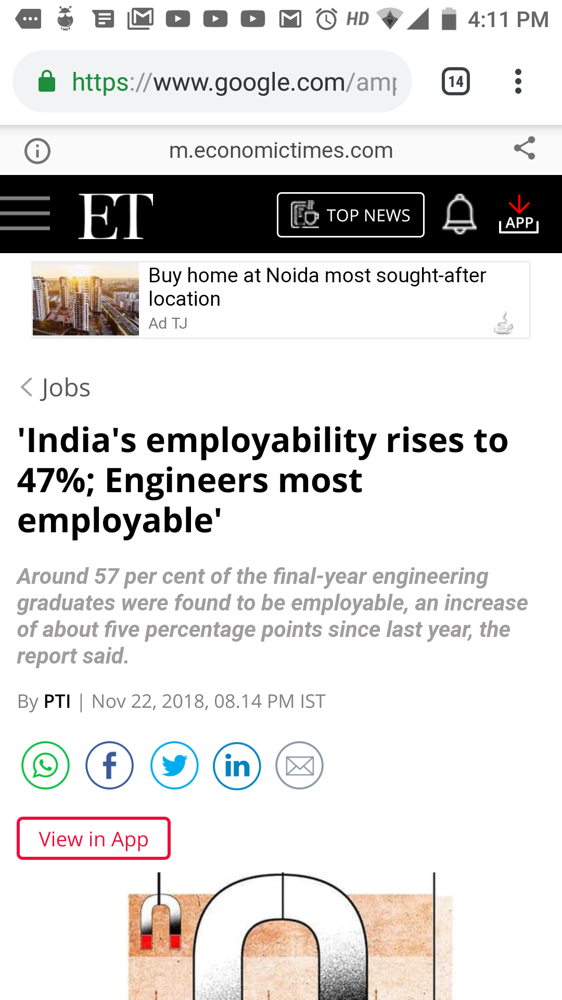 HD 4:11 PM
https://www.google.com/amp
14
m.economictimes.com
ET
TOP NEWS
APP
Buy home at Noida most sought-after
location
Ad TJ
Jobs
'India's employability rises to
47%; Engineers most
employable'
Around 57 per cent of the final-year engineering
graduates were found to be employable, an increase
of about five percentage points since last year, the
report said.
By PTI | Nov 22, 2018, 08.14 PM IST
View in App